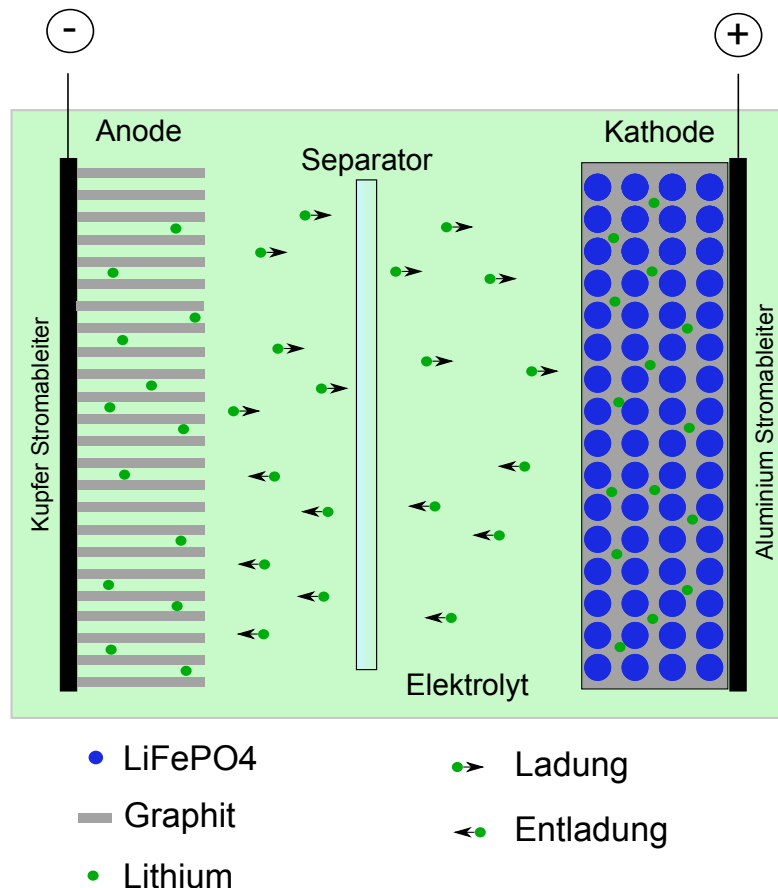 -
+
Anode
Kathode
Separator
Kupfer Stromableiter
Aluminium Stromableiter
Elektrolyt
LiFePO4
Ladung
Graphit
Entladung
Lithium